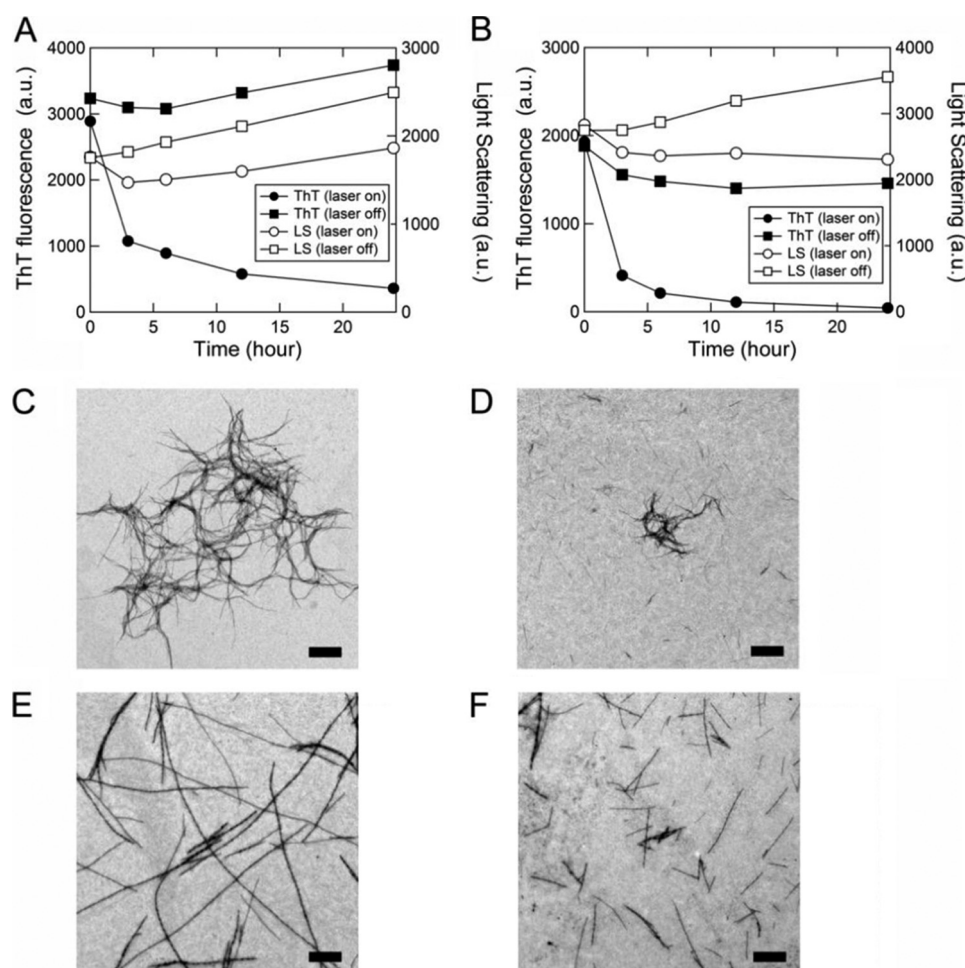 A
ThT fluorescence (a.u.)
4000
3000
2000
1000
0
3000
2000
1000
0
Light Scattering (a.u.)
ThT (laser on)
ThT (laser off)
LS (laser on)
LS (laser off)
0 5 10 15 20
Time (hour)
B
ThT fluorescence (a.u.)
3000
2000
1000
0
4000
3000
2000
1000
0
Light Scattering (a.u.)
ThT (laser on)
ThT (laser off)
LS (laser on)
LS (laser off)
0 5 10 15 20
Time (hour)
C
D
E
F